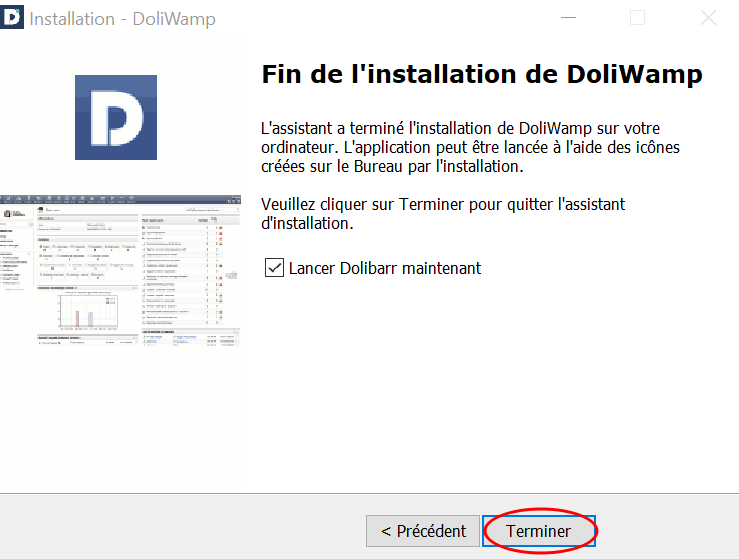 Installation - DoliWamp
Fin de l'installation de DoliWamp
L'assistant a terminé l'installation de DoliWamp sur votre
ordinateur. L'application peut être lancée à l'aide des icônes
créées sur le Bureau par l'installation.
Veuillez cliquer sur Terminer pour quitter l'assistant
d'installation.
Lancer Dolibarr maintenant
< Précédent
Terminer